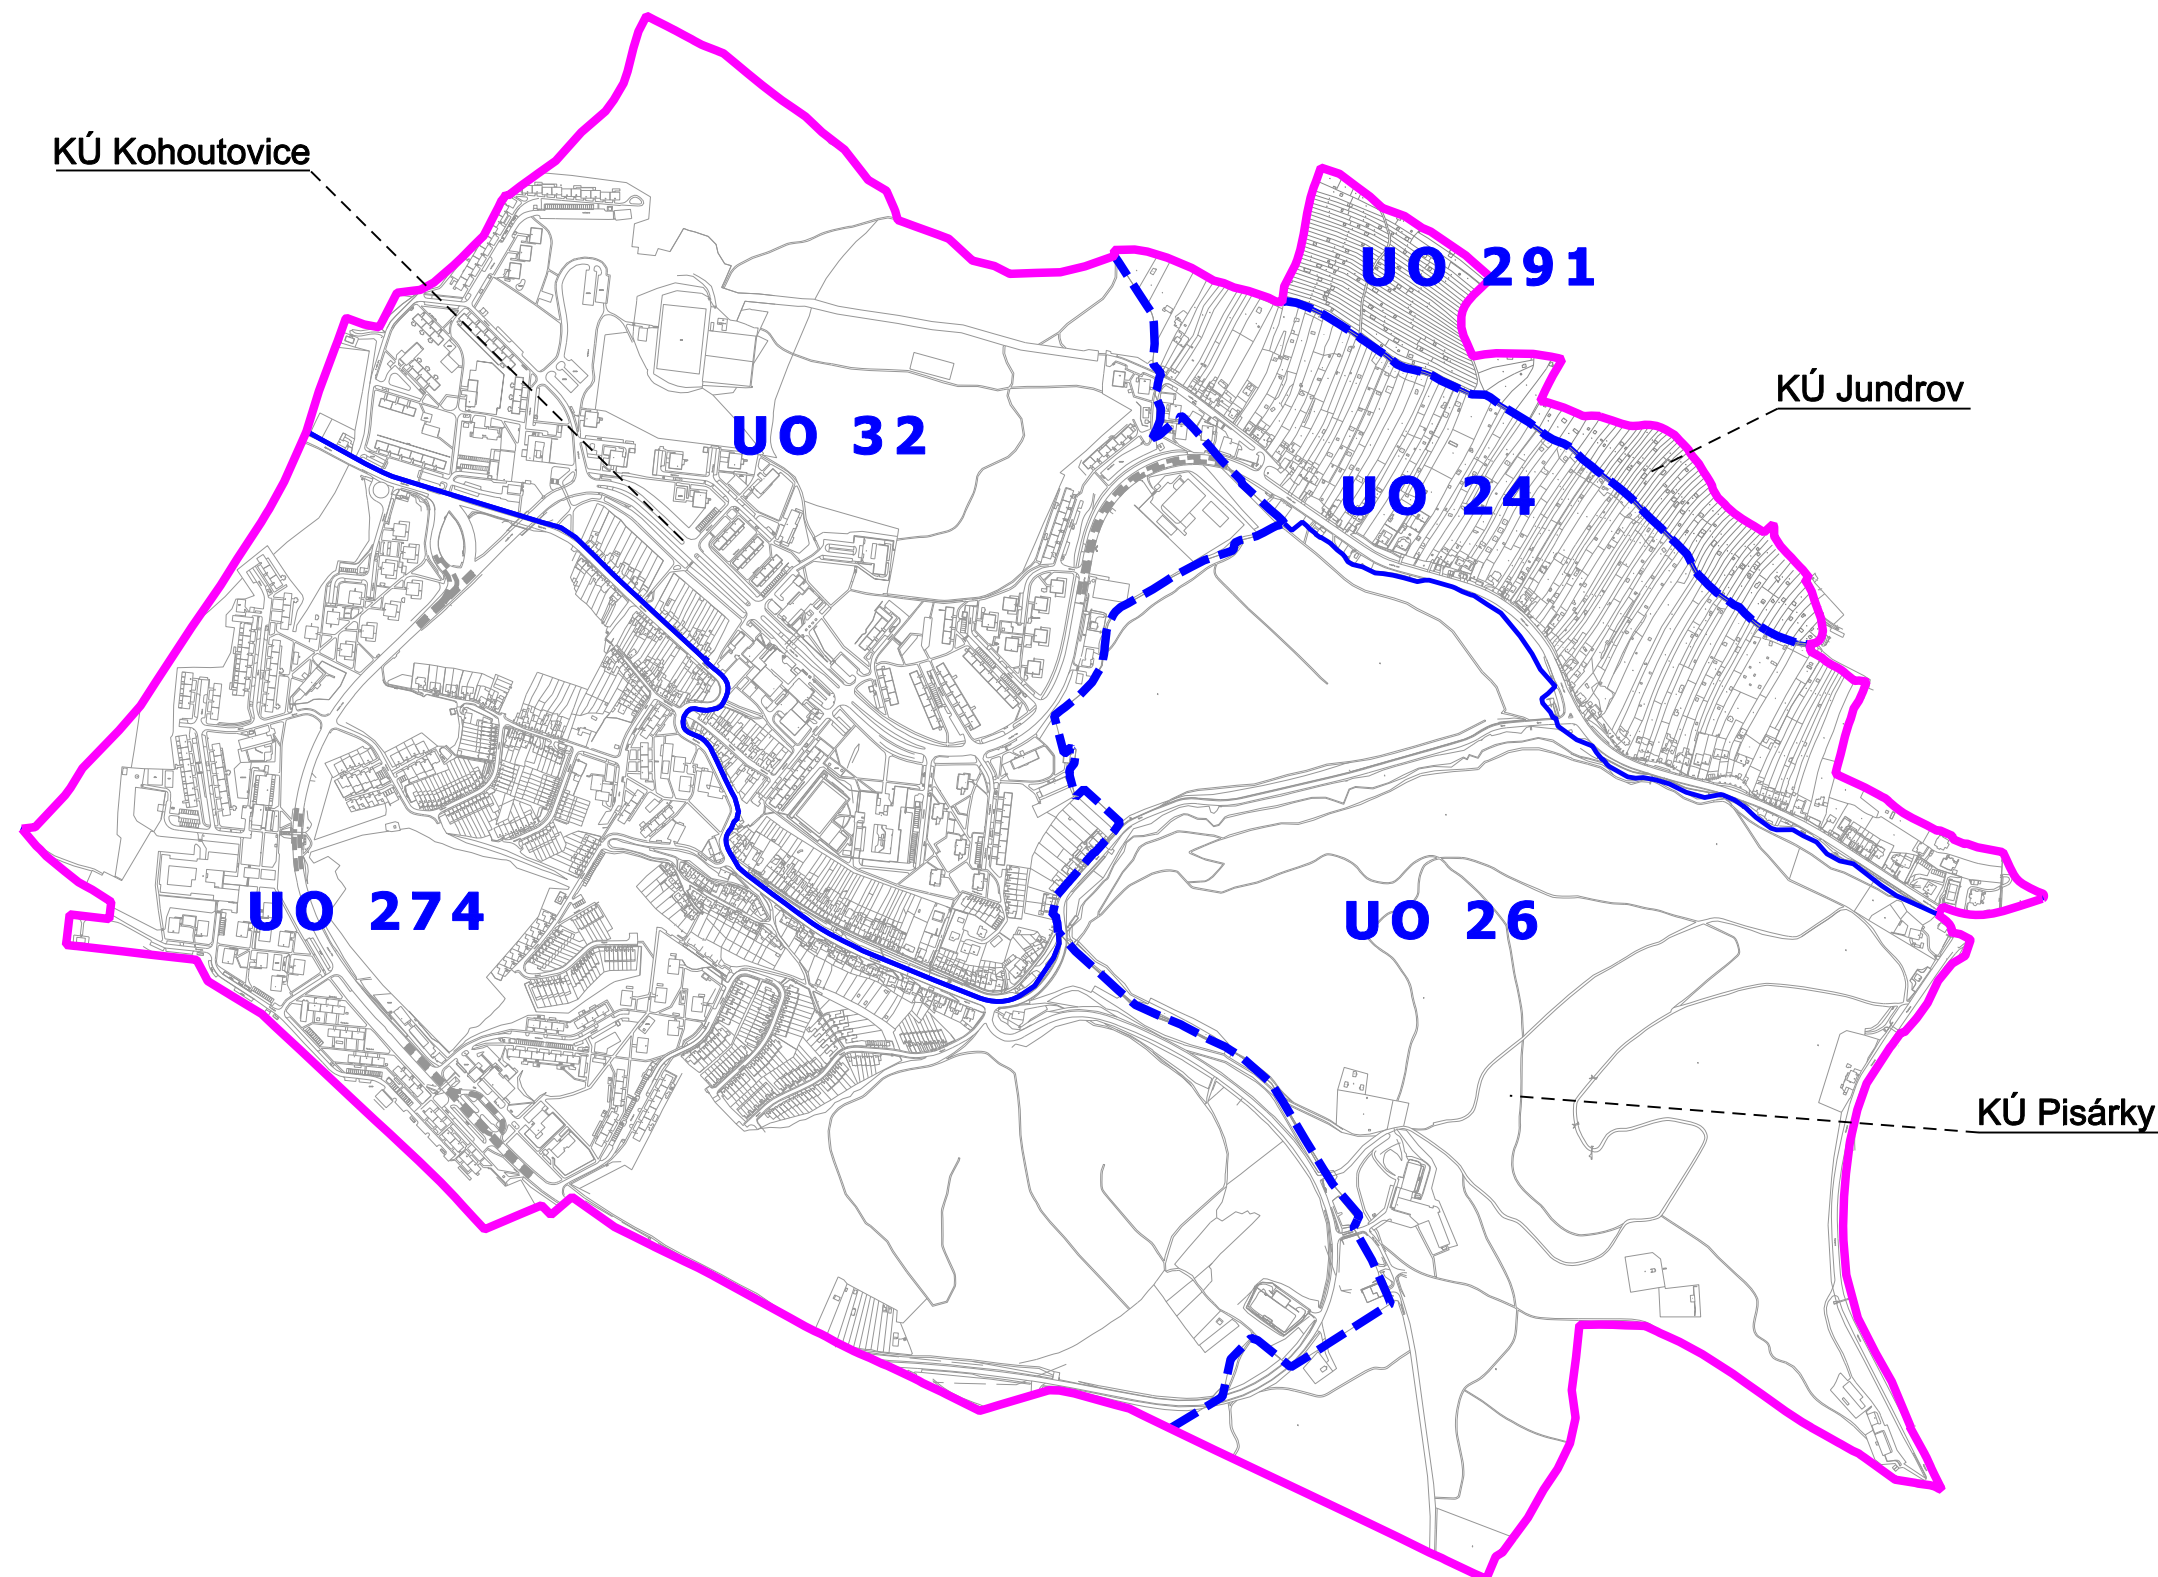 KÚ Kohoutovice
UO 291
KÚ Jundrov
UO 32
UO 24
UO 274
UO 26
KÚ Pisárky